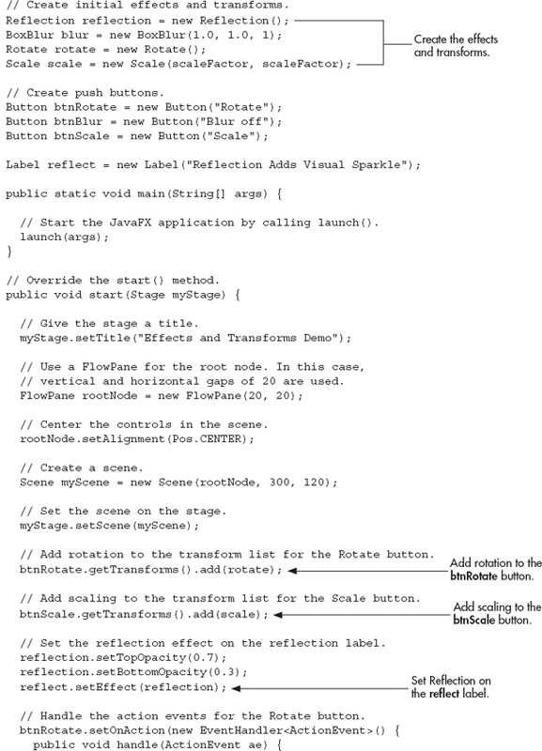 // Create initial effects and transforms.
Reflection reflection = new Reflection();
BoxBlur blur = new BoxBlur(1.0, 1.0, 1);
Rotate rotate = new Rotate();
Scale scale = new Scale(scaleFactor, scaleFactor);
Create the effects
and transforms.
// Create push buttons.
Button btnRotate = new Button("Rotate");
Button btnBlur = new Button("Blur off");
Button btnScale = new Button("Scale");
Label reflect = new Label("Reflection Adds Visual Sparkle");
public static void main(String[] args) {
// Start the JavaFX application by calling launch().
launch(args);
}
// Override the start() method.
public void start(Stage myStage) {
// Give the stage a title.
myStage.setTitle("Effects and Transforms Demo");
// Use a FlowPane for the root node. In this case,
// vertical and horizontal gaps of 20 are used.
FlowPane rootNode = new FlowPane(20, 20);
// Center the controls in the scene.
rootNode.setAlignment(Pos.CENTER);
// Create a scene.
Scene myScene = new Scene(rootNode, 300, 120);
// Set the scene on the stage.
myStage.setScene(myScene);
// Add rotation to the transform list for the Rotate button.
btnRotate.getTransforms().add(rotate);
Add rotation to the
btnRotate button.
// Add scaling to the transform list for the Scale button.
btnScale.getTransforms().add(scale);
Add scaling to the
btnScale button.
// Set the reflection effect on the reflection label.
reflection.setTopOpacity(0.7);
reflection.setBottomOpacity(0.3);
reflect.setEffect(reflection);
Set Reflection on
the reflect label.
// Handle the action events for the Rotate button.
btnRotate.setOnAction(new EventHandler<ActionEvent>() {
public void handle(ActionEvent ae) {